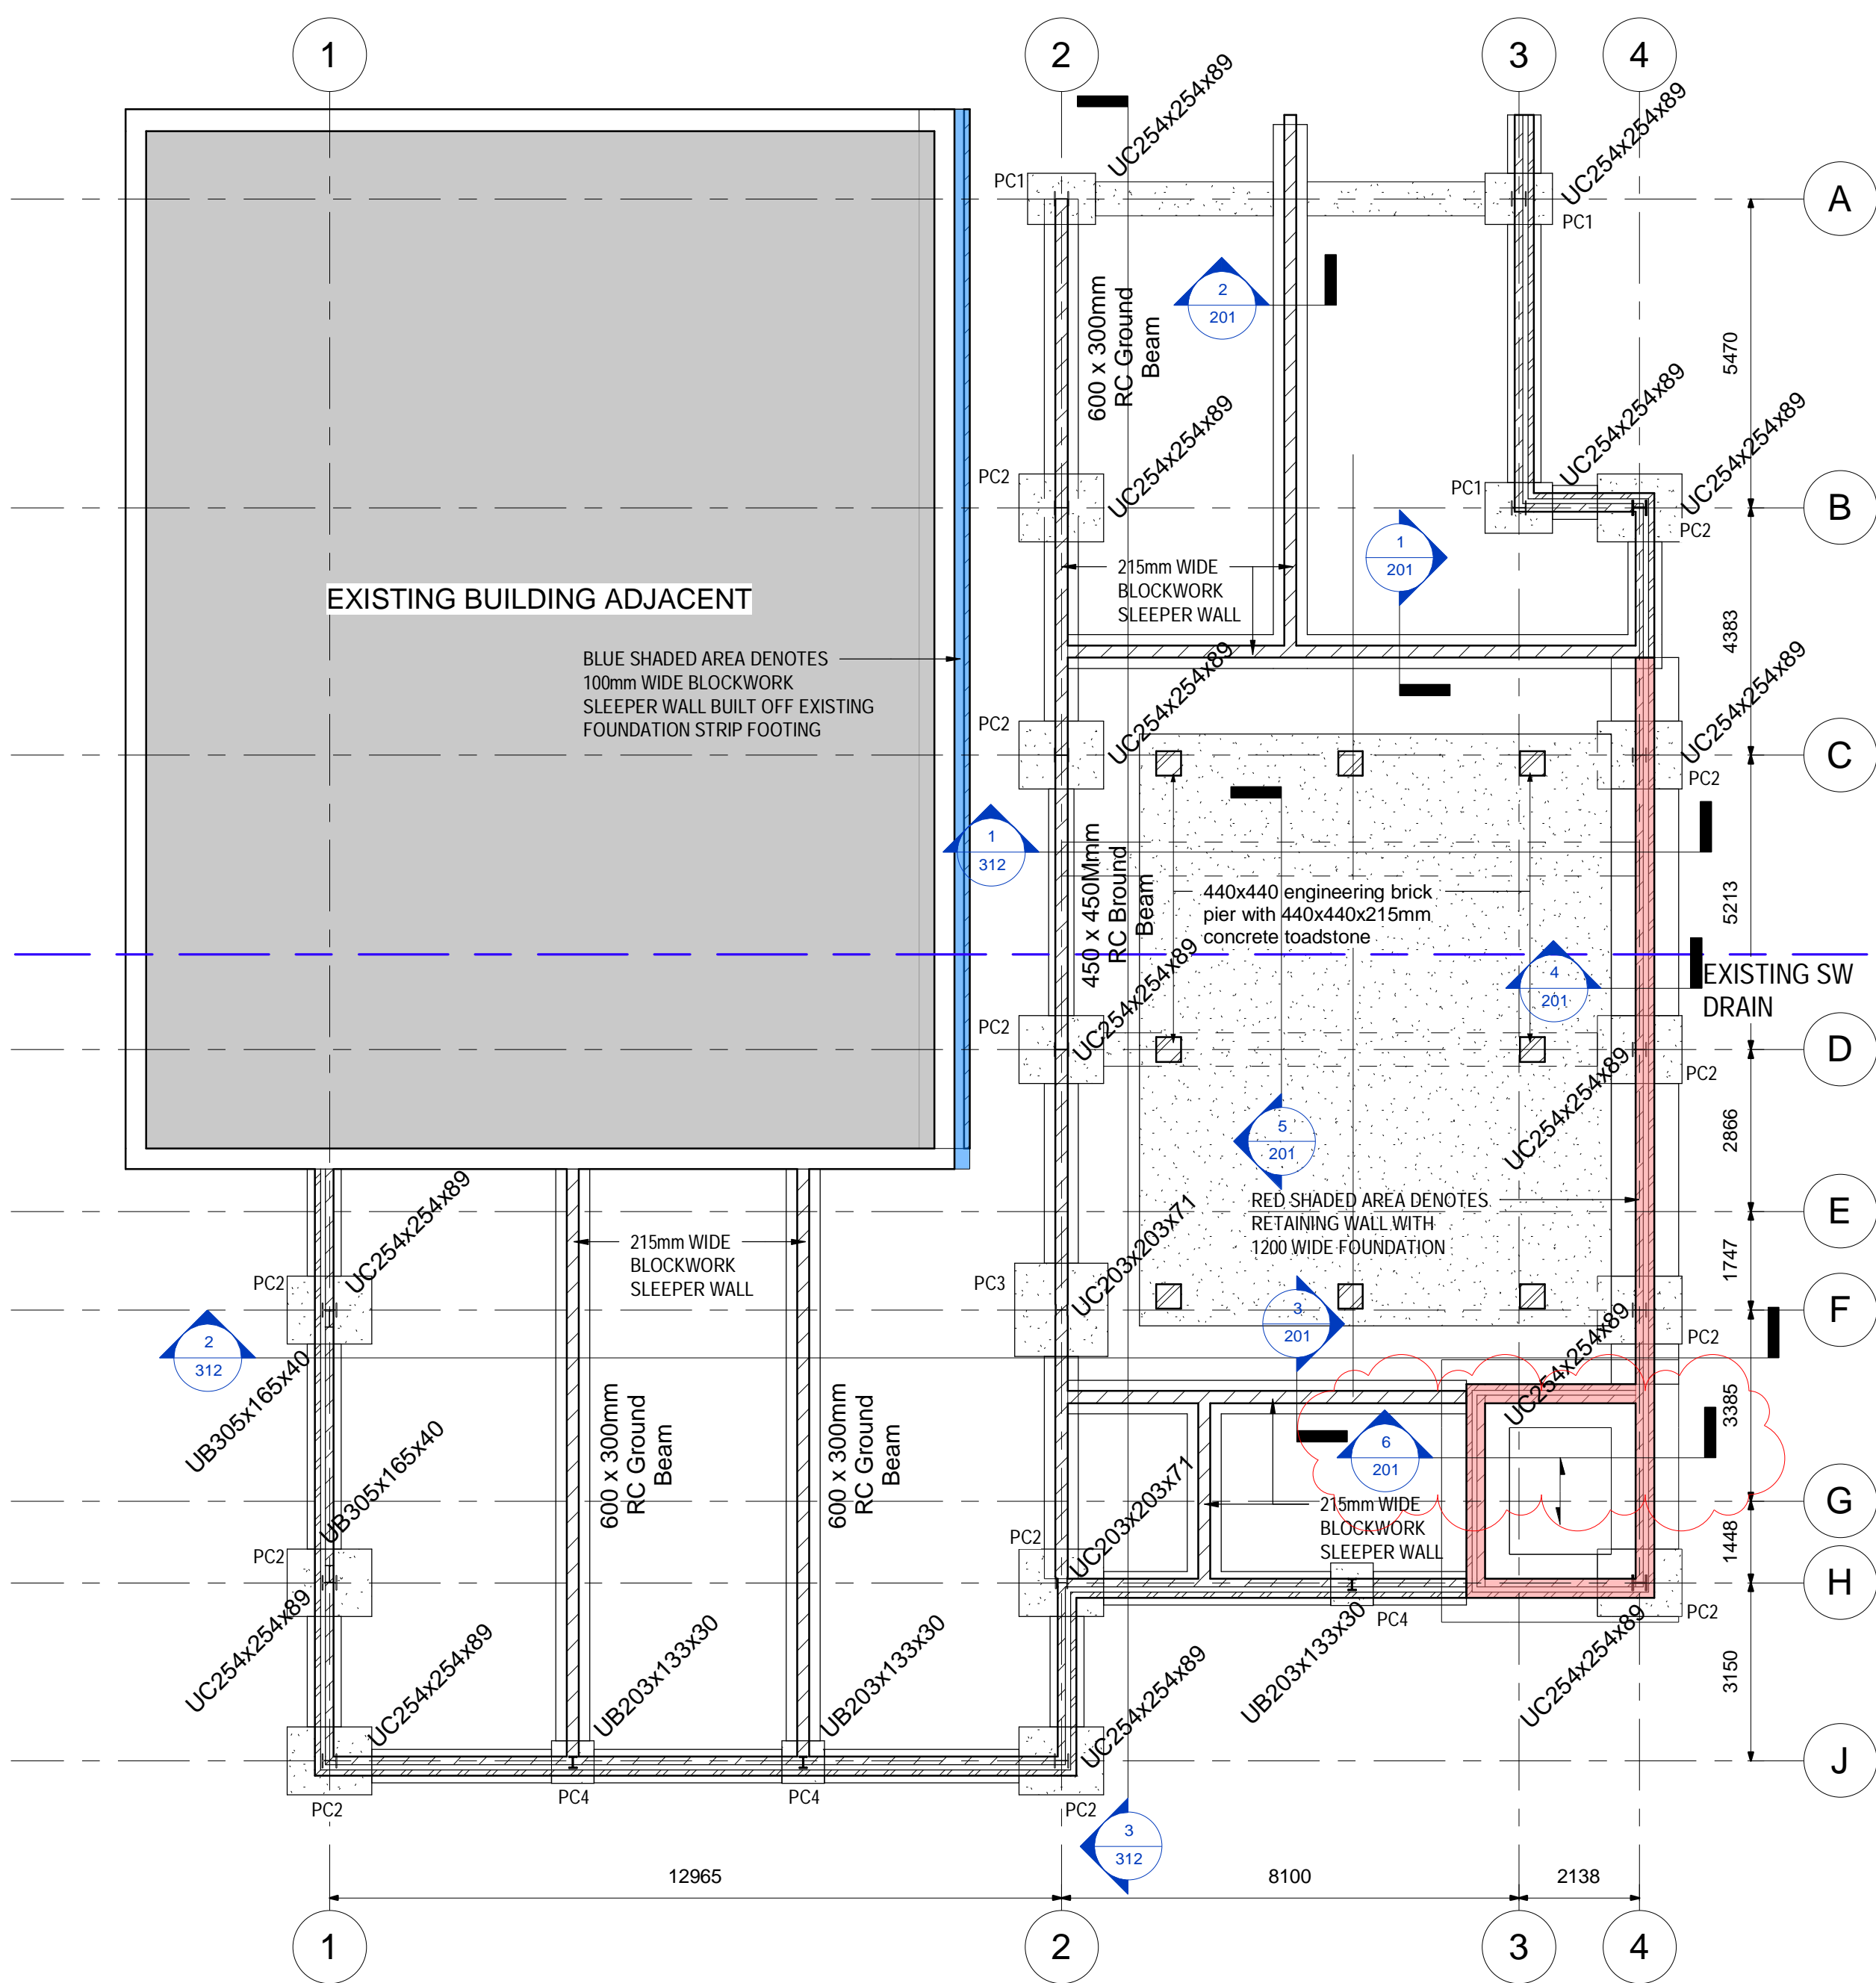 1
2
3
4
UC254x254x89
UC254x254x89
PC1
PC1
A
600 x 300mm
RC Ground
Beam
2
201
5470
UC254x254x89
UC254x254x89
UC254x254x89
PC2
PC1
PC2
B
1
201
215mm WIDE
BLOCKWORK
SLEEPER WALL
4383
EXISTING BUILDING ADJACENT
BLUE SHADED AREA DENOTES
100mm WIDE BLOCKWORK
SLEEPER WALL BUILT OFF EXISTING
FOUNDATION STRIP FOOTING
UC254x254x89
UC254x254x89
PC2
PC2
C
1
312
450 x 450Mmm
RC Bround
Beam
440x440 engineering brick
pier with 440x440x215mm
concrete toadstone
5213
4
201
EXISTING SW
DRAIN
UC254x254x89
PC2
UC254x254x89
PC2
D
5
201
2866
RED SHADED AREA DENOTES
RETAINING WALL WITH
1200 WIDE FOUNDATION
E
UC254x254x89
215mm WIDE
BLOCKWORK
SLEEPER WALL
UC203x203x71
1747
PC2
PC3
F
2
312
3
201
PC2
UB305x165x40
UC254x254x89
600 x 300mm
RC Ground
Beam
600 x 300mm
RC Ground
Beam
3385
6
201
UB305x165x40
UC203x203x71
215mm WIDE
BLOCKWORK
SLEEPER WALL
G
1448
PC2
PC2
H
PC4
PC2
UC254x254x89
UC254x254x89
UB203x133x30
UB203x133x30
UC254x254x89
UB203x133x30
UC254x254x89
3150
J
PC2
PC4
PC4
PC2
3
312
12965
8100
2138
1
2
3
4